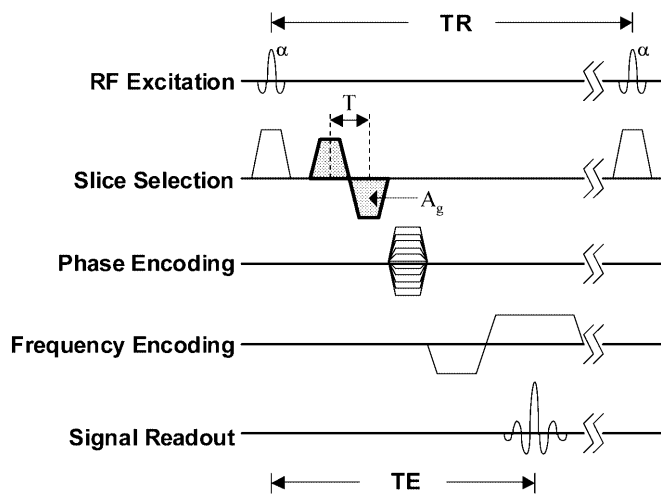 TR
α α
RF Excitation
T
Slice Selection
A_g
Phase Encoding
Frequency Encoding
Signal Readout
TE